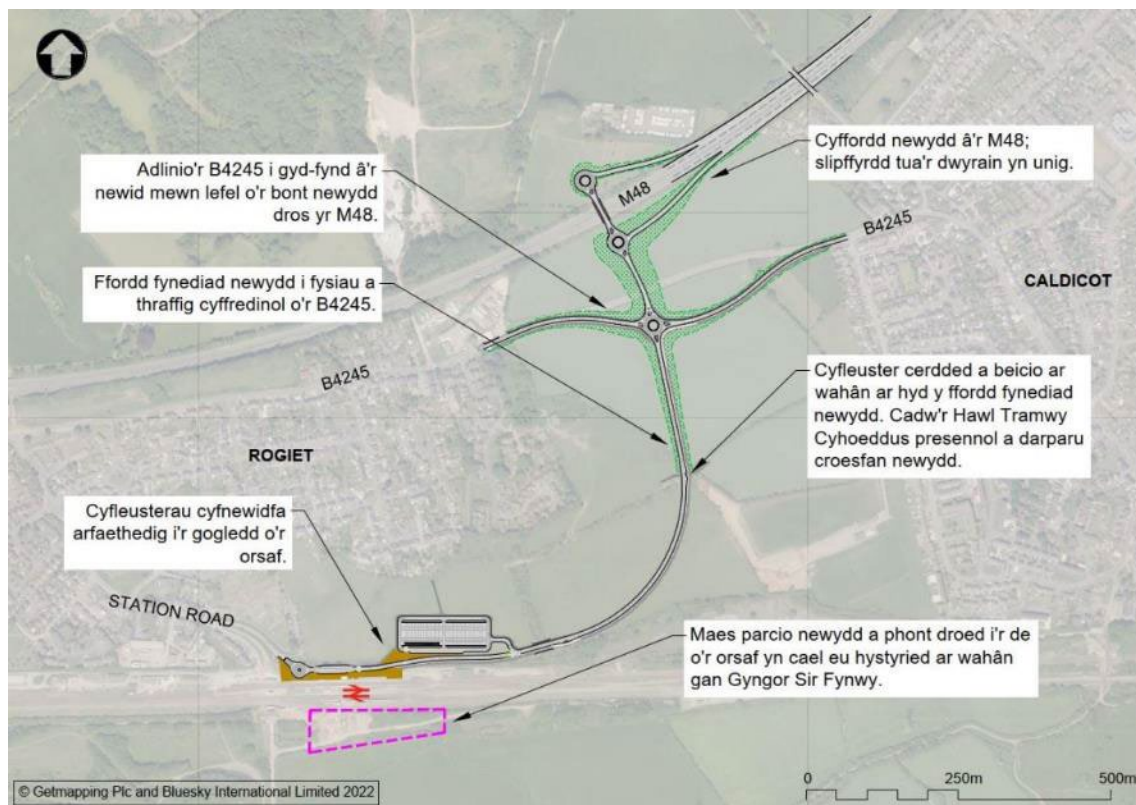 Cyffordd newydd â'r M48;
slipffyrdd tua'r dwyrain yn unig.
Adlinio'r B4245 i gyd-fynd â'r
newid mewn lefel o'r bont newydd
dros yr M48.
M48
B4245
Ffordd fynediad newydd i fysiau a
thraffig cyffredinol o'r B4245.
CALDICOT
B4245
Cyfleuster cerdded a beicio ar
wahân ar hyd y ffordd fynediad
newydd. Cadw'r Hawl Tramwy
Cyhoeddus presennol a darparu
croesfan newydd.
ROGIET
Cyfleusterau cyfnewidfa
arfaethedig i'r gogledd o'r
orsaf.
STATION ROAD
Maes parcio newydd a phont droed i'r de
o'r orsaf yn cael eu hystyried ar wahân
gan Gyngor Sir Fynwy.
0 250m 500m
© Getmapping Plc and Bluesky International Limited 2022